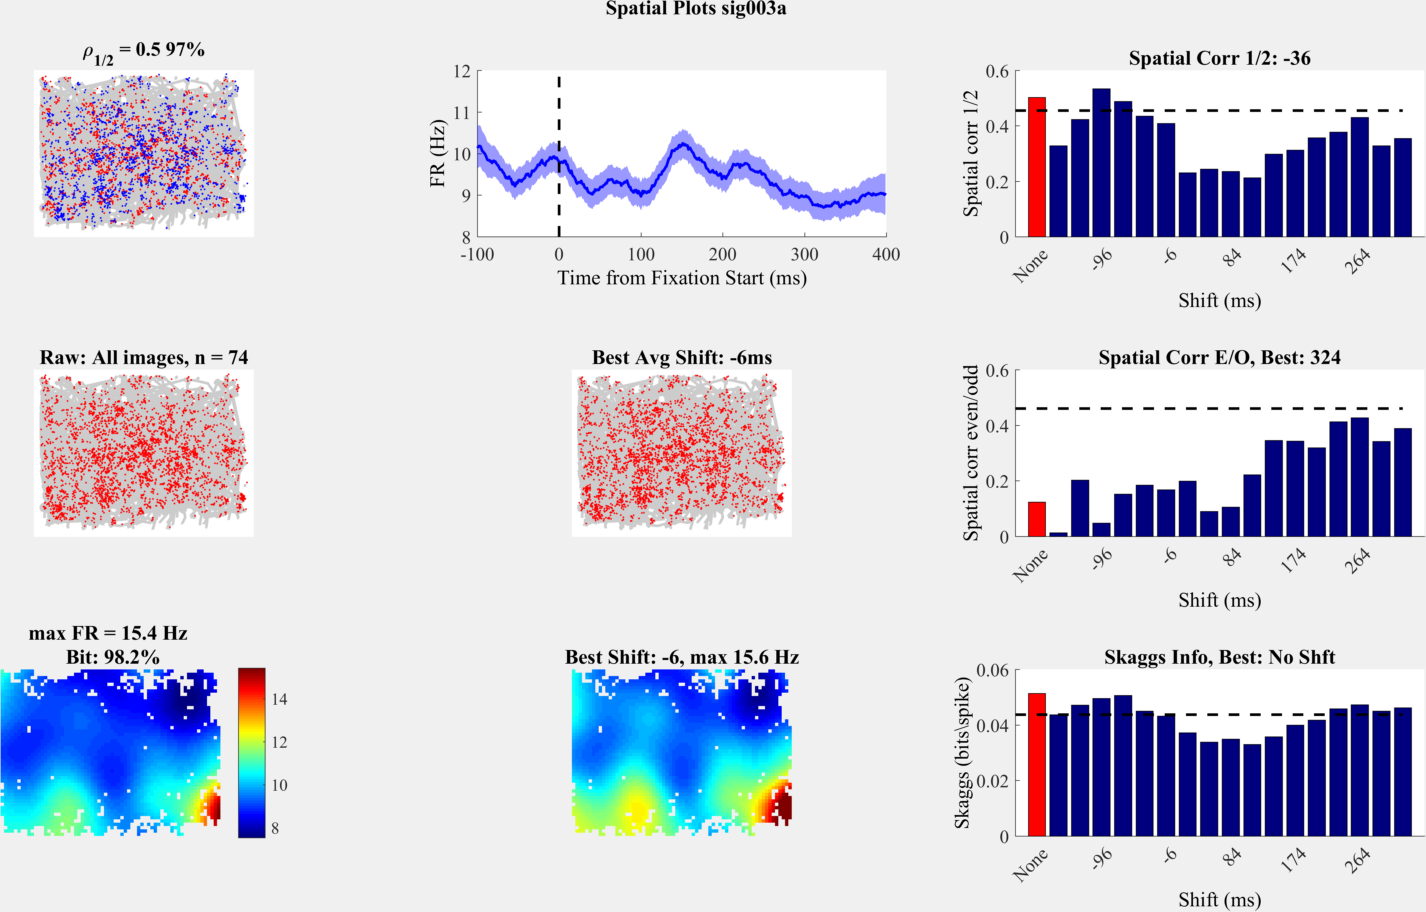 Spatial Plots sig003a
ρ1/2 = 0.5 97%
12
11
10
9
8
FR (Hz)
-100
0
100
200
300
400
Time from Fixation Start (ms)
Spatial Corr 1/2: -36
0.6
0.4
0.2
0
Spatial corr 1/2
None
-96
-6
84
174
264
Shift (ms)
Raw: All images, n = 74
Best Avg Shift: -6ms
Spatial Corr E/O, Best: 324
0.6
0.4
0.2
0
Spatial corr even/odd
None
-96
-6
84
174
264
Shift (ms)
max FR = 15.4 Hz
Bit: 98.2%
14
12
10
8
Best Shift: -6, max 15.6 Hz
Skaggs Info, Best: No Shft
0.06
0.04
0.02
0
Skaggs (bits\spike)
None
-96
-6
84
174
264
Shift (ms)